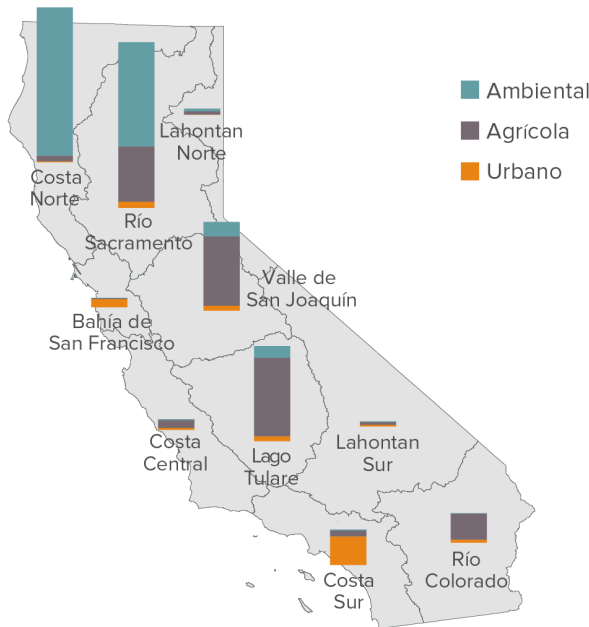 Ambiental
Agrícola
Urbano
Lahontan
Norte
Costa
Norte
Río
Sacramento
Valle de
San Joaquín
Bahía de
San Francisco
Costa
Central
Lago
Tulare
Lahontan
Sur
Costa
Sur
Río
Colorado